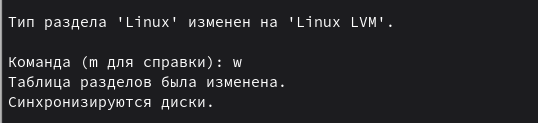 Тип раздела 'Linux' изменен на 'Linux LVM'.
Команда (m для справки): w
Таблица разделов была изменена.
Синхронизируются диски.